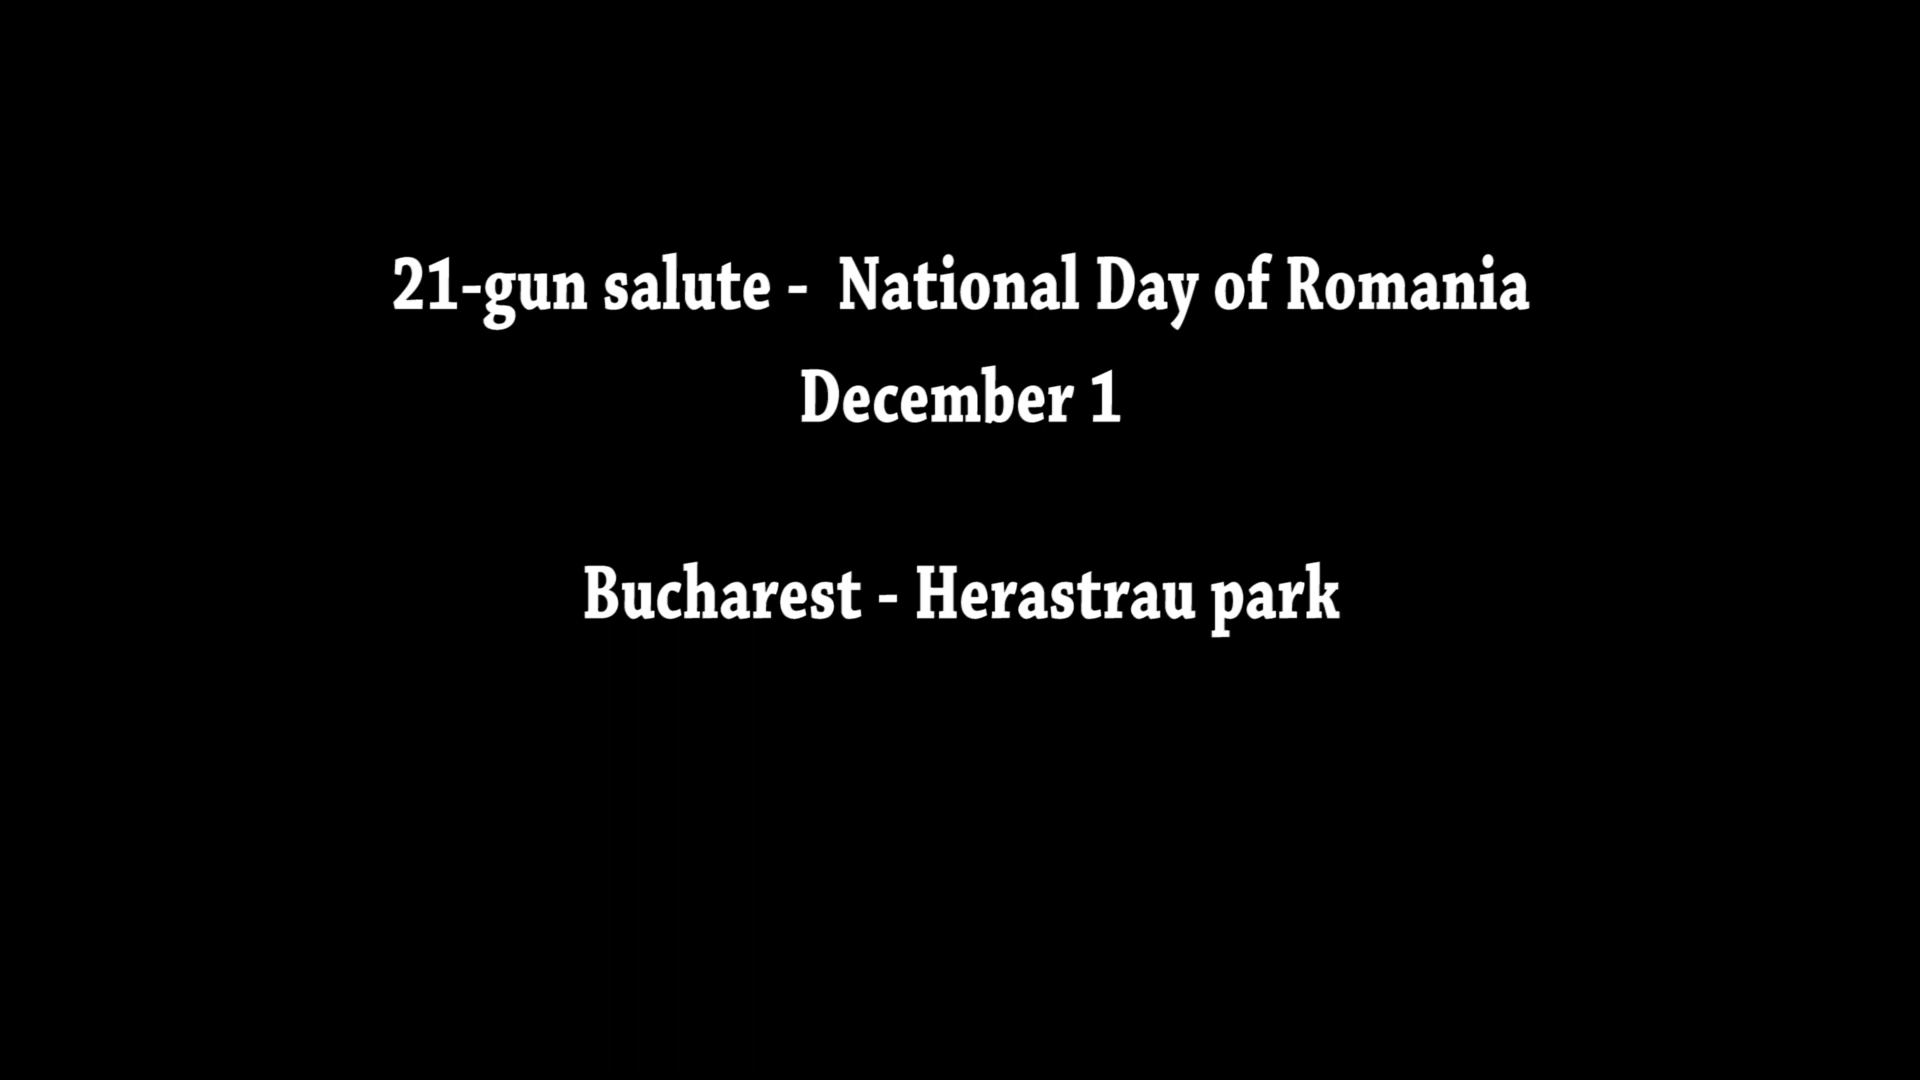 21-gun salute -  National Day of Romania
December 1
Bucharest - Herastrau park